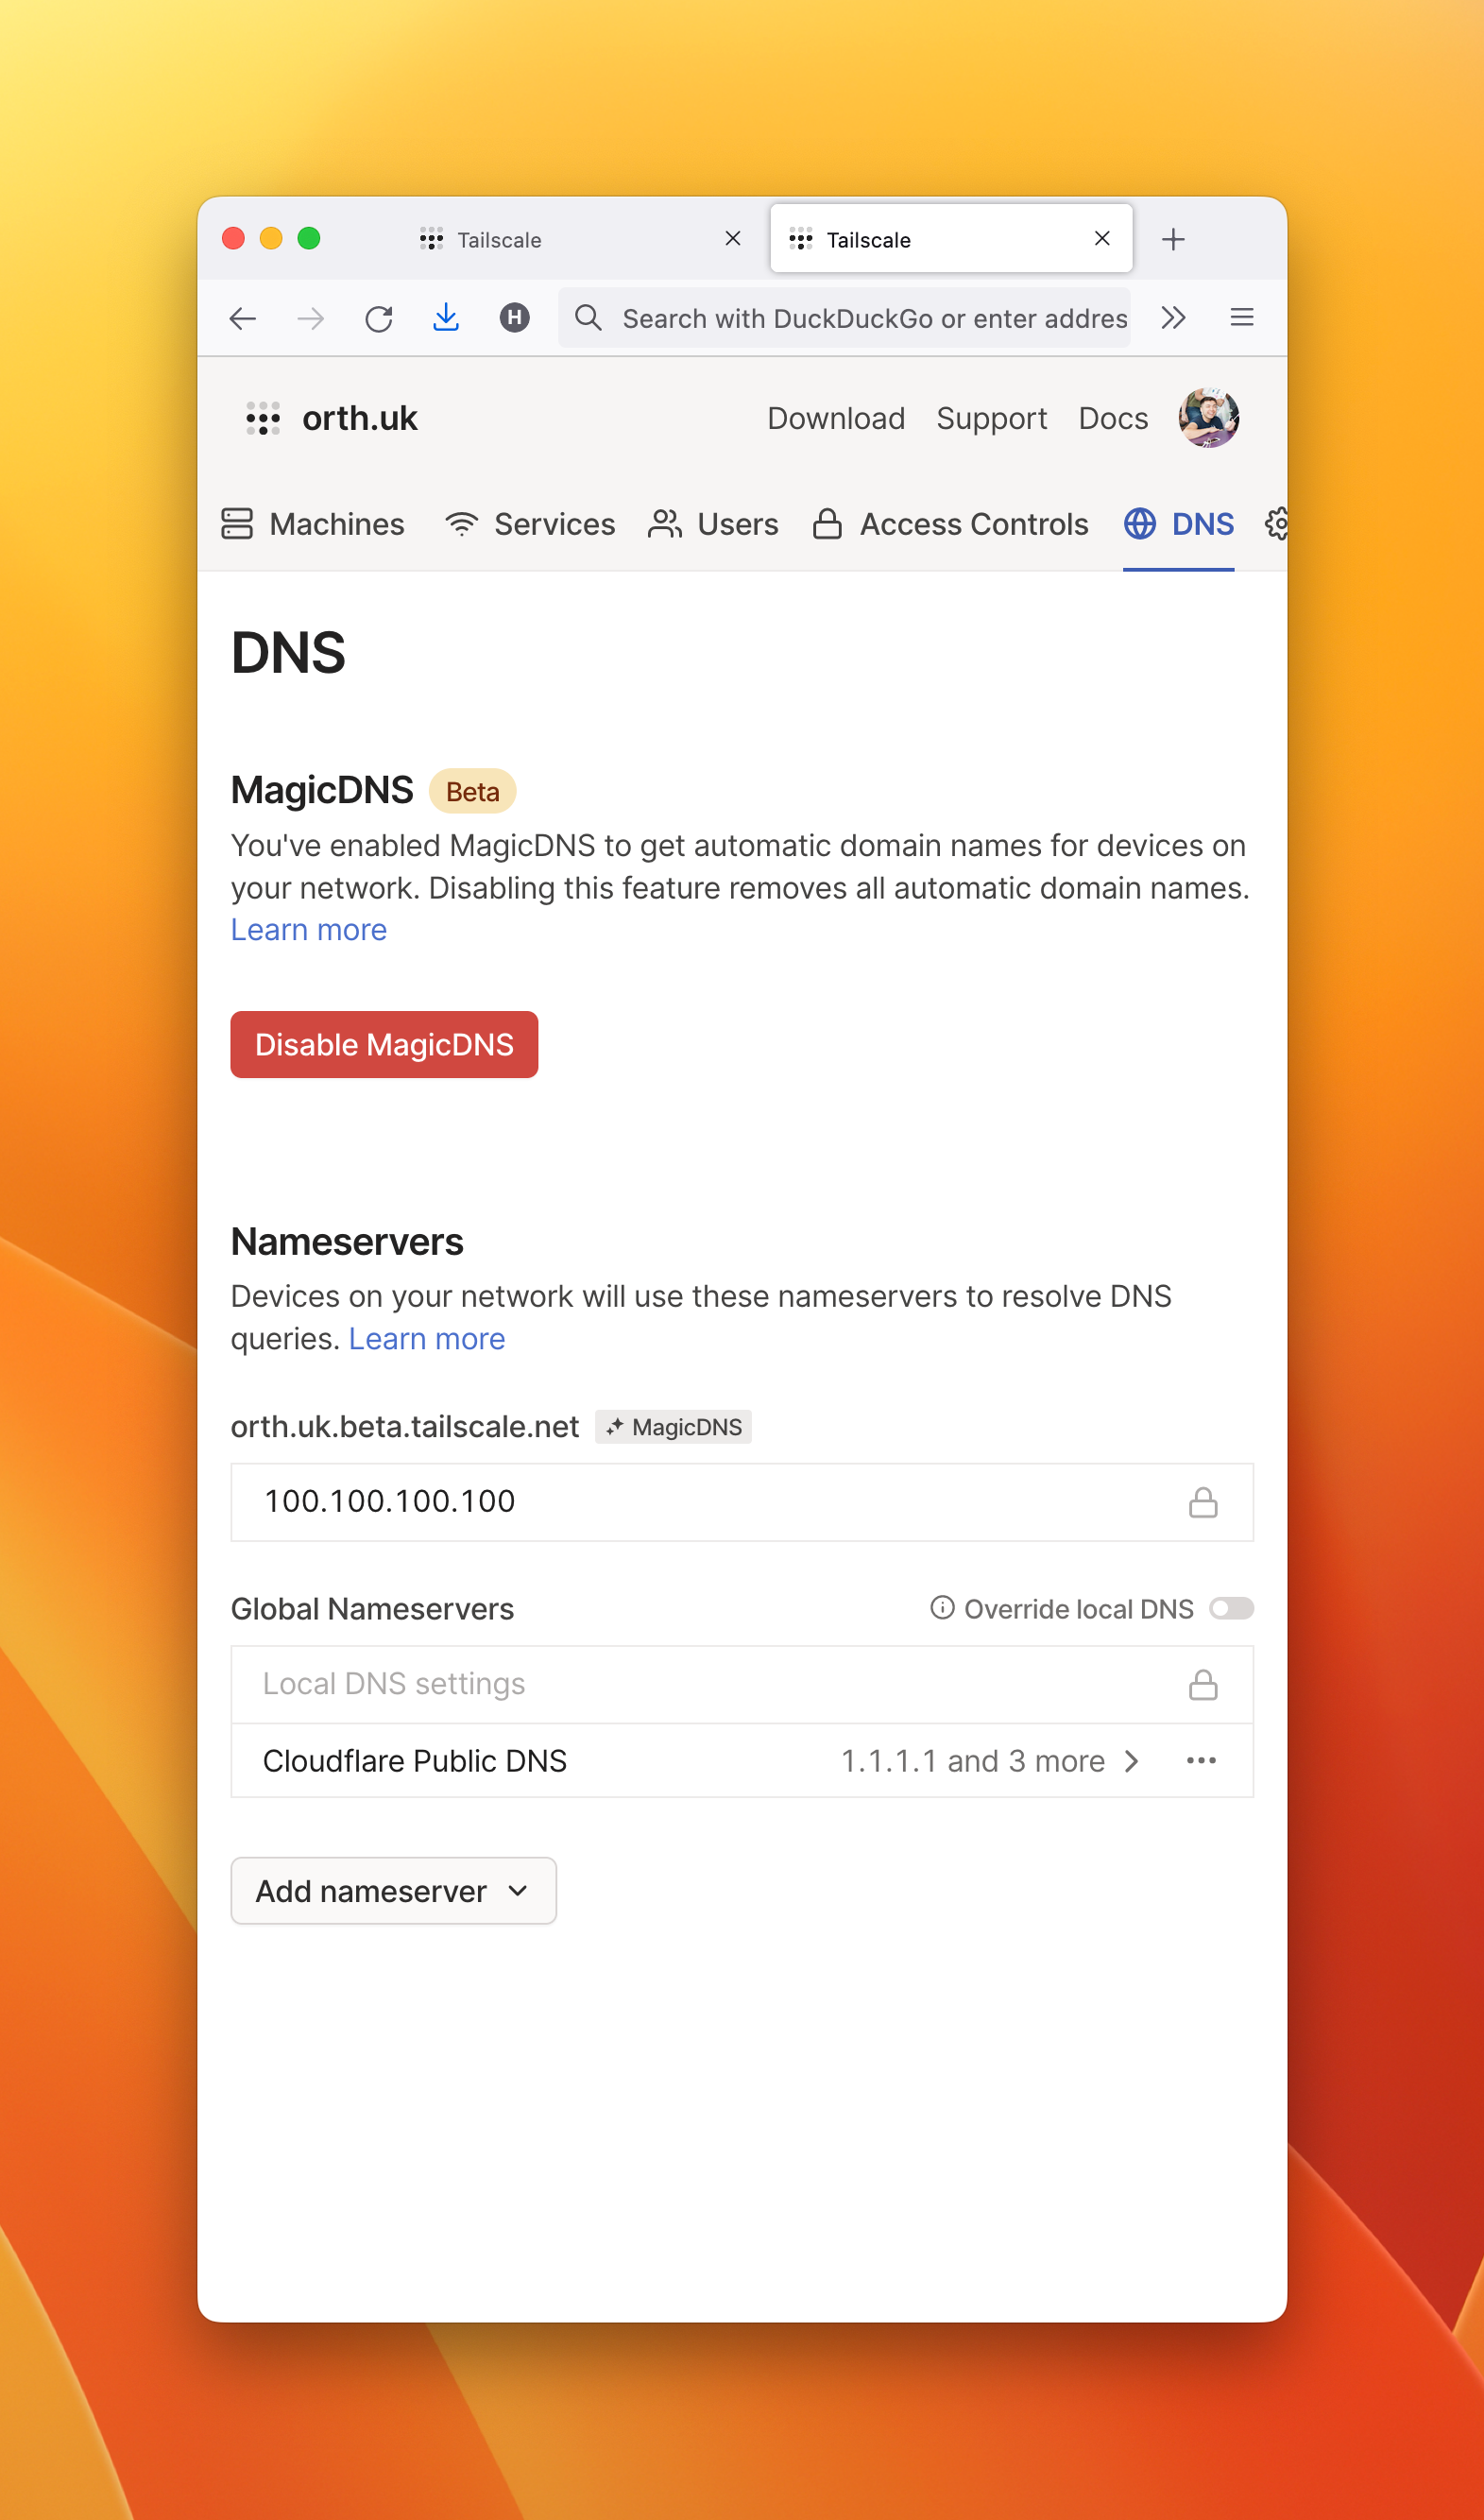 Tailscale
Tailscale
H
Search with DuckDuckGo or enter addres
orth.uk
Download Support Docs
Machines Services Users Access Controls DNS
DNS
MagicDNS Beta
You've enabled MagicDNS to get automatic domain names for devices on
your network. Disabling this feature removes all automatic domain names.
Learn more
Disable MagicDNS
Nameservers
Devices on your network will use these nameservers to resolve DNS
queries. Learn more
orth.uk.beta.tailscale.net MagicDNS
100.100.100.100
Global Nameservers Override local DNS
Local DNS settings
Cloudflare Public DNS 1.1.1.1 and 3 more
Add nameserver